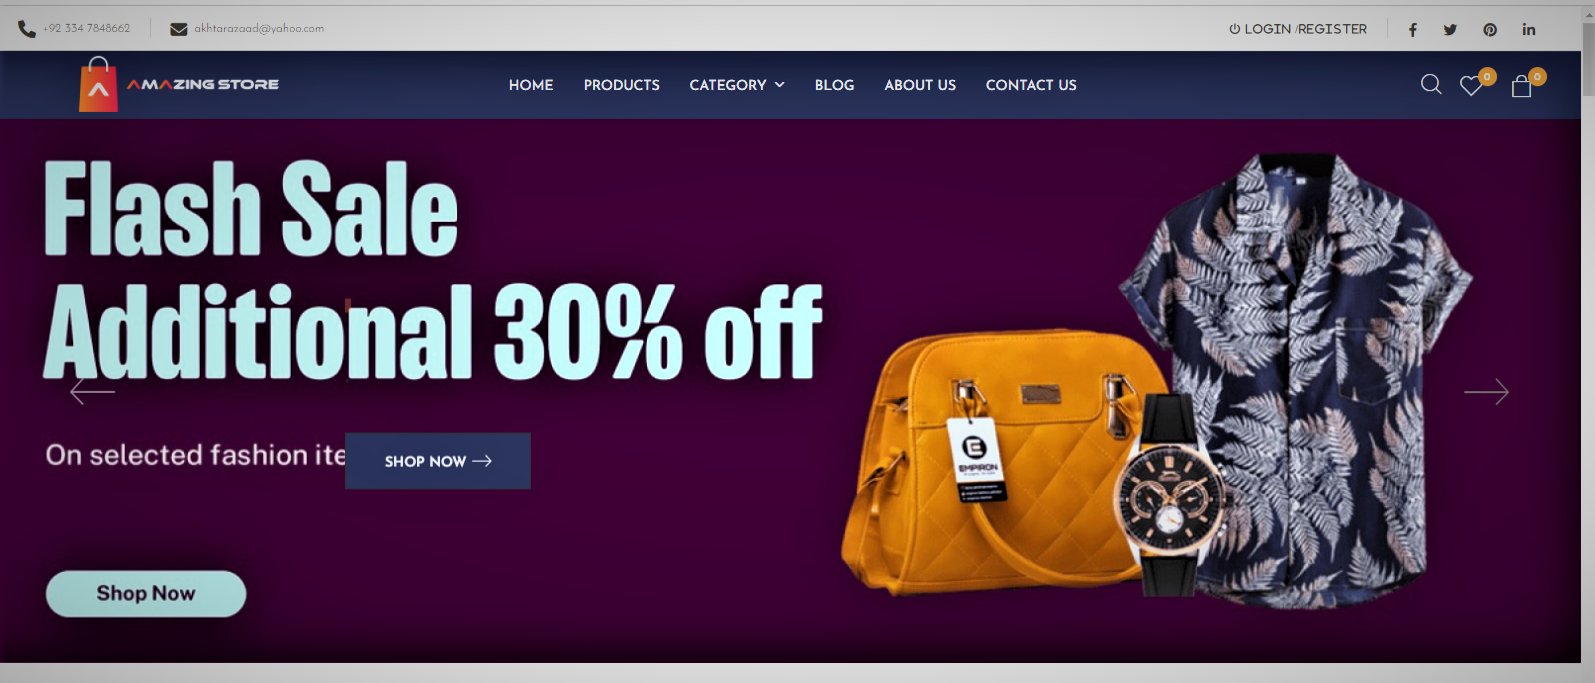 +92 334 7848662
akhtarazaad@yahoo.com
LOGIN /REGISTER
AMAZING STORE
HOME
PRODUCTS
CATEGORY
BLOG
ABOUT US
CONTACT US
0
0
Flash Sale
Additional 30% off
On selected fashion ite
SHOP NOW
EMPIRON
Shop Now